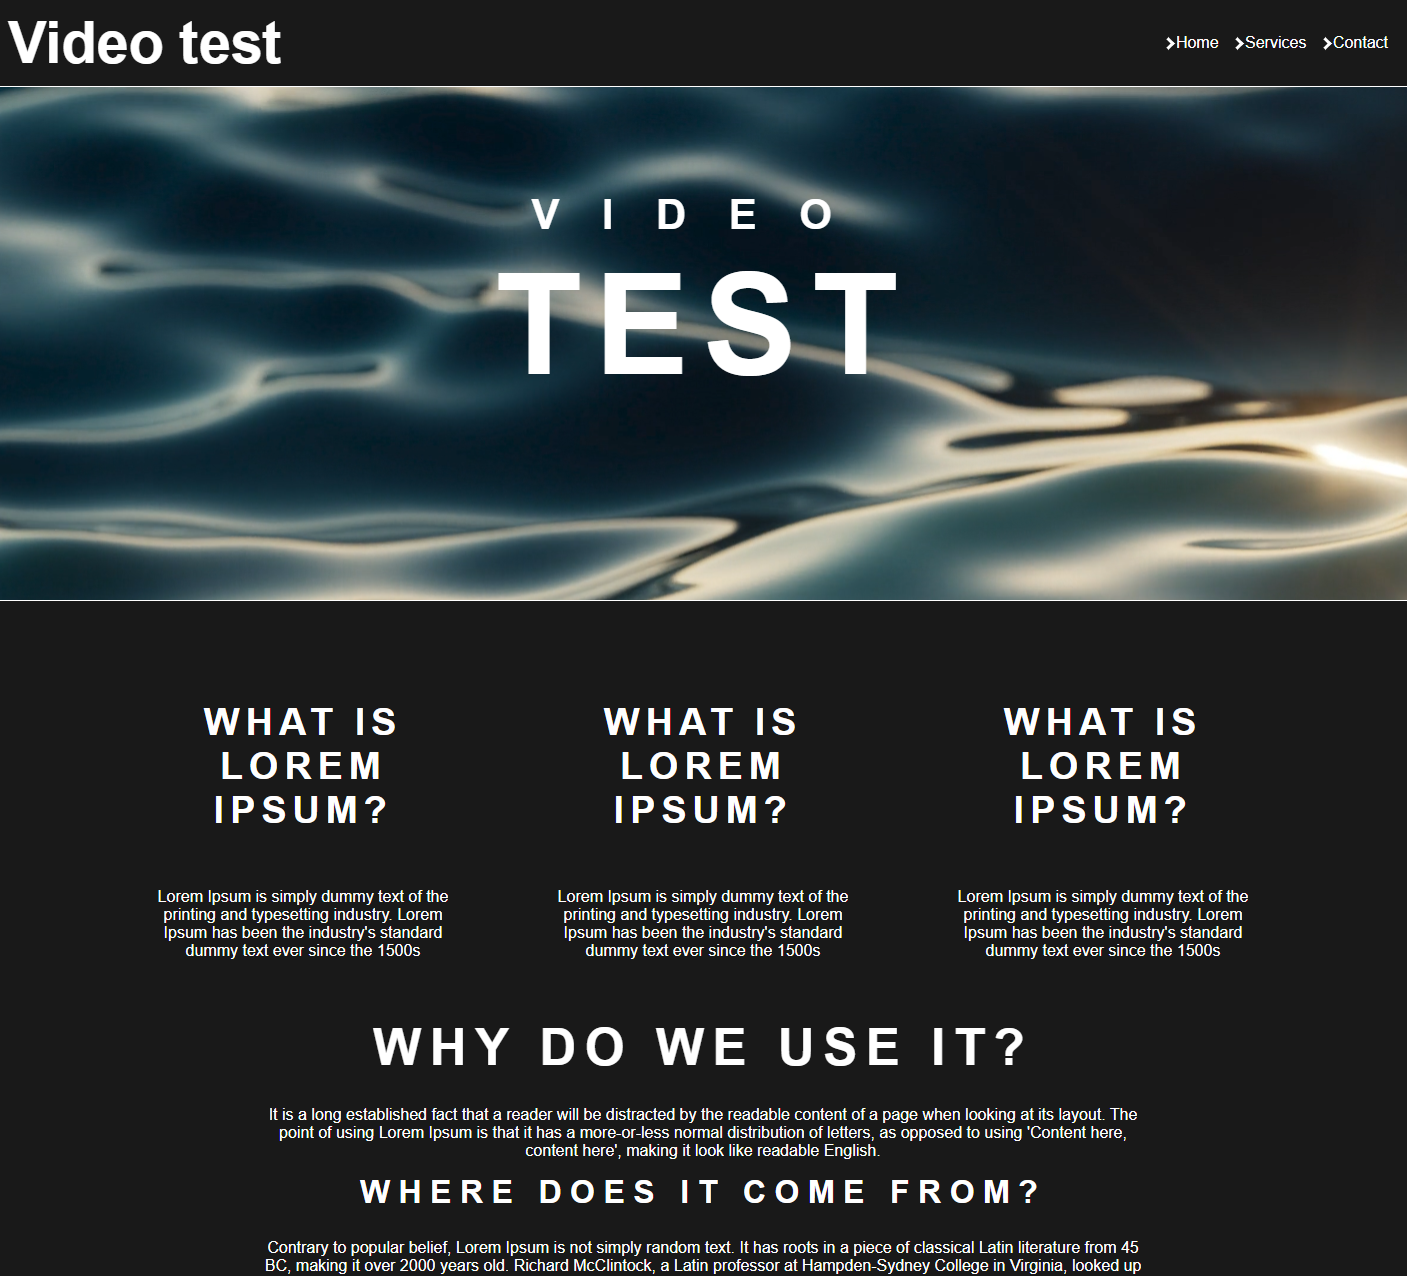 Video test
Home Services Contact
VIDEO
TEST
WHAT IS
LOREM
IPSUM?
Lorem Ipsum is simply dummy text of the
printing and typesetting industry. Lorem
Ipsum has been the industry's standard
dummy text ever since the 1500s
WHAT IS
LOREM
IPSUM?
Lorem Ipsum is simply dummy text of the
printing and typesetting industry. Lorem
Ipsum has been the industry's standard
dummy text ever since the 1500s
WHAT IS
LOREM
IPSUM?
Lorem Ipsum is simply dummy text of the
printing and typesetting industry. Lorem
Ipsum has been the industry's standard
dummy text ever since the 1500s
WHY DO WE USE IT?
It is a long established fact that a reader will be distracted by the readable content of a page when looking at its layout. The
point of using Lorem Ipsum is that it has a more-or-less normal distribution of letters, as opposed to using 'Content here,
content here', making it look like readable English.
WHERE DOES IT COME FROM?
Contrary to popular belief, Lorem Ipsum is not simply random text. It has roots in a piece of classical Latin literature from 45
BC, making it over 2000 years old. Richard McClintock, a Latin professor at Hampden-Sydney College in Virginia, looked up